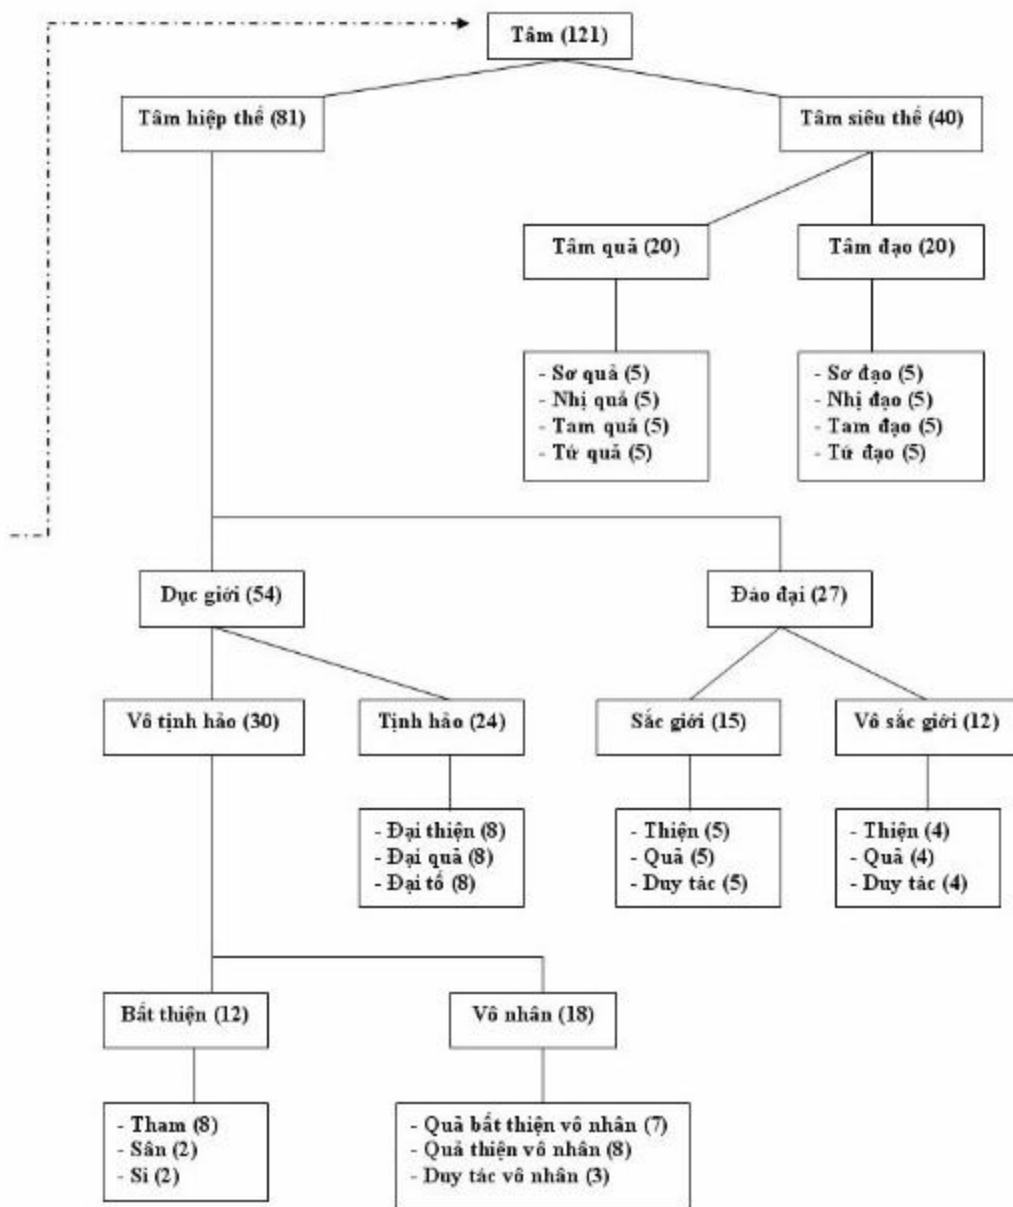 Tâm (121)
Tâm hiệp thế (81)
Tâm siêu thế (40)
Tâm quả (20)
Tâm đạo (20)
- Sơ quả (5)
- Nhị quả (5)
- Tam quả (5)
- Tứ quả (5)
- Sơ đạo (5)
- Nhị đạo (5)
- Tam đạo (5)
- Tứ đạo (5)
Dục giới (54)
Đáo đại (27)
Vô tịnh hảo (30)
Tịnh hảo (24)
Sắc giới (15)
Vô sắc giới (12)
- Đại thiện (8)
- Đại quả (8)
- Đại tố (8)
- Thiện (5)
- Quả (5)
- Duy tác (5)
- Thiện (4)
- Quả (4)
- Duy tác (4)
Bất thiện (12)
Vô nhân (18)
- Tham (8)
- Sân (2)
- Si (2)
- Quả bất thiện vô nhân (7)
- Quả thiện vô nhân (8)
- Duy tác vô nhân (3)